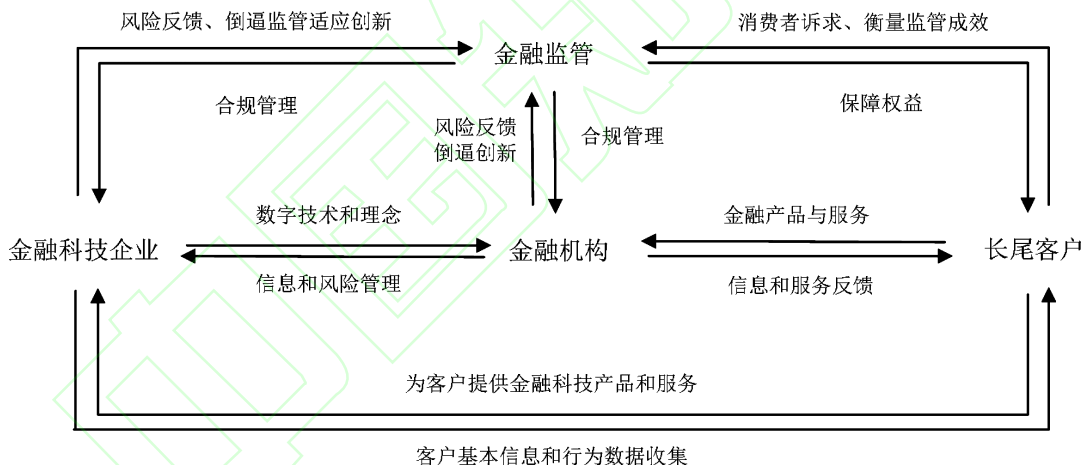 风险反馈、倒逼监管适应创新
消费者诉求、衡量监管成效
金融监管
合规管理
保障权益
风险反馈
倒逼创新
合规管理
数字技术和理念
金融产品与服务
金融科技企业
金融机构
长尾客户
信息和风险管理
信息和服务反馈
为客户提供金融科技产品和服务
客户基本信息和行为数据收集